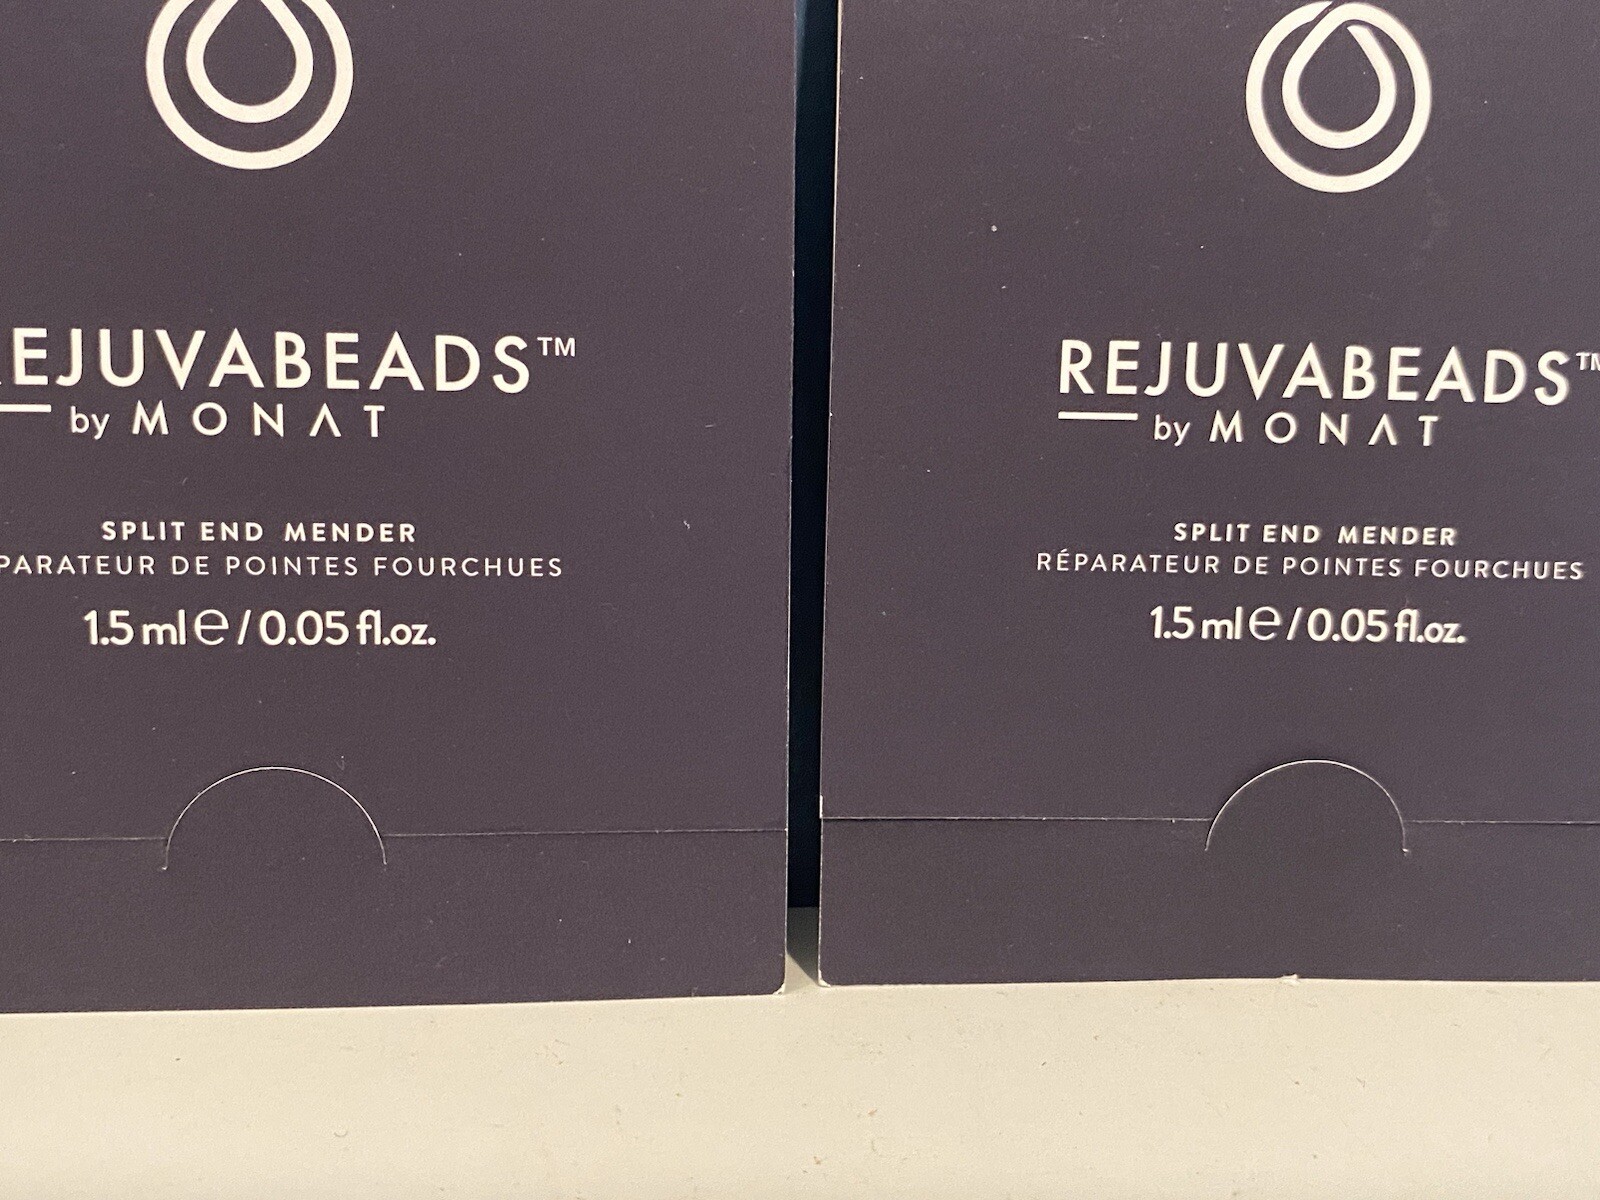 EJUVABEADS™
by MONAT
SPLIT END MENDER
PARATEUR DE POINTES FOURCHUES
1.5 ml℮/0.05 fl.oz.
REJUVABEADS™
by MONAT
SPLIT END MENDER
RÉPARATEUR DE POINTES FOURCHUES
1.5 ml℮/0.05 fl.oz.